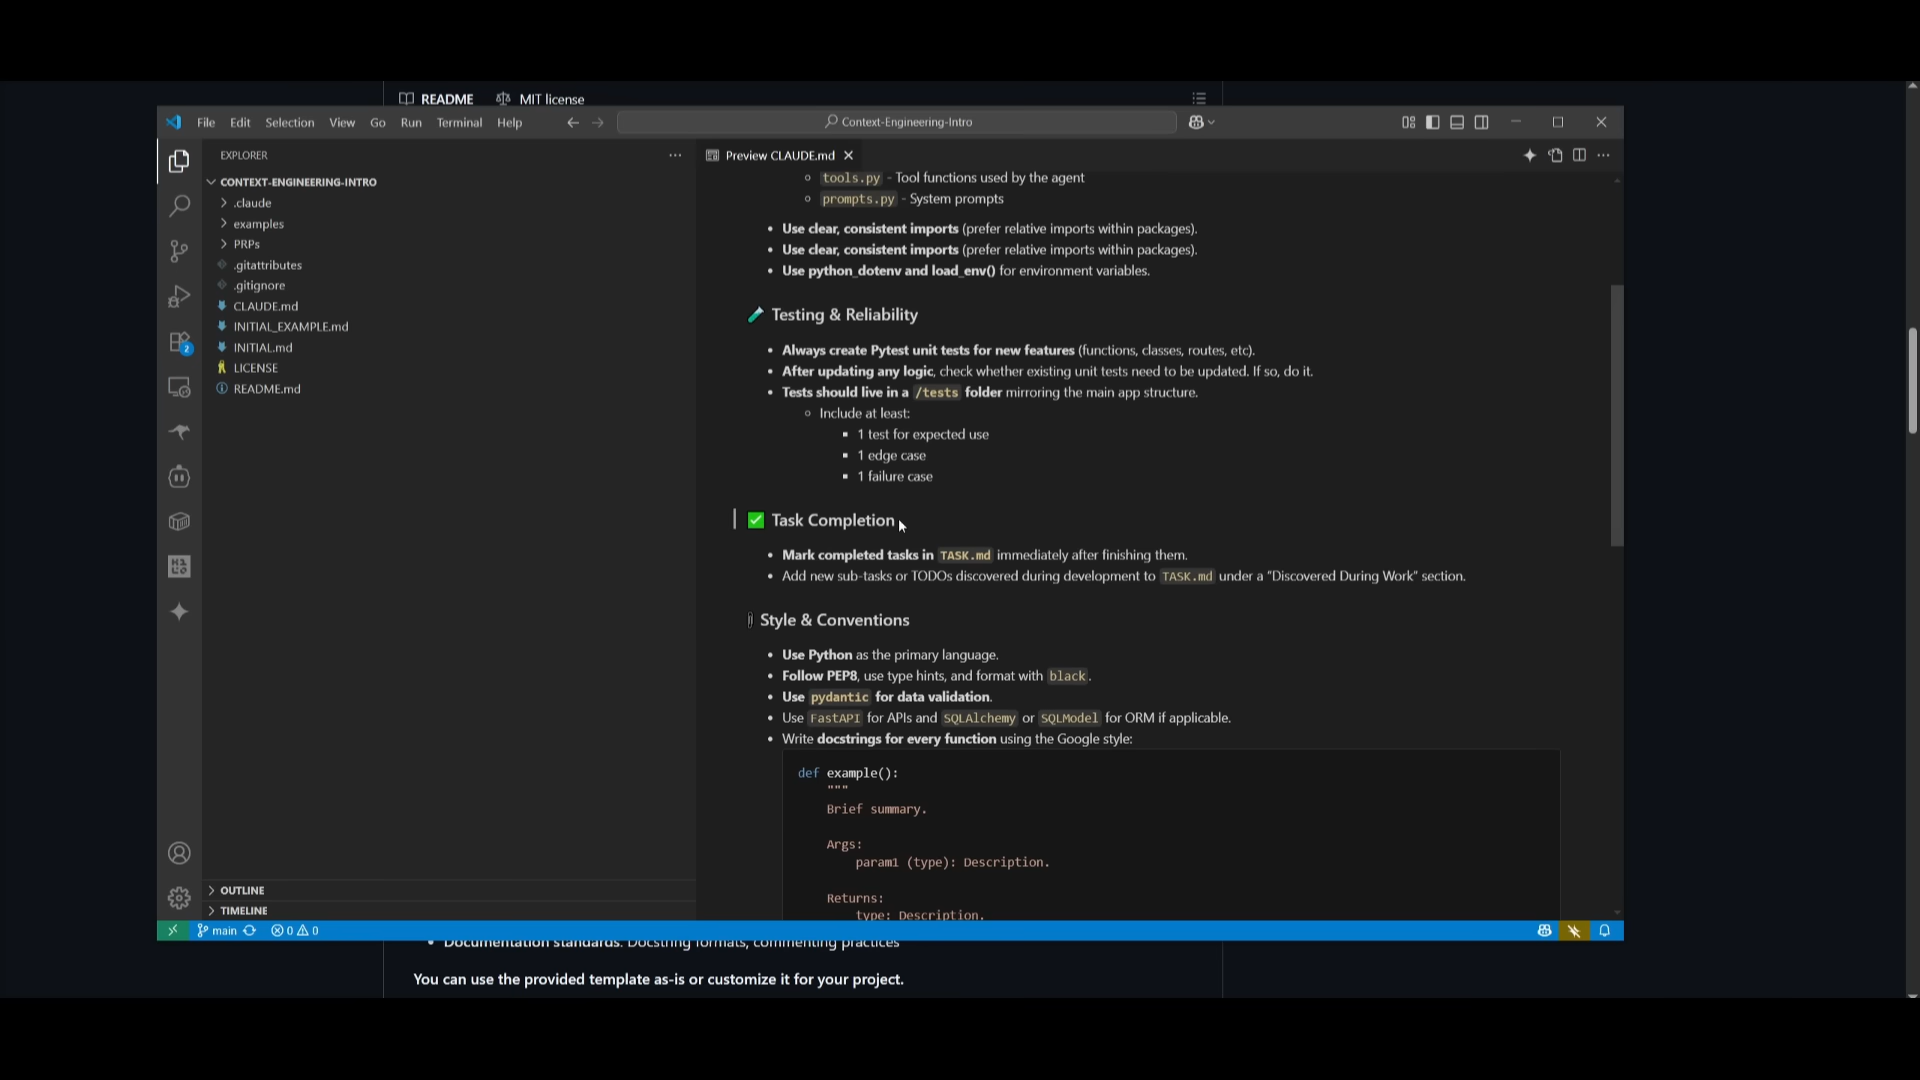 README MIT license
File Edit Selection View Go Run Terminal Help
Context-Engineering-Intro
EXPLORER
CONTEXT-ENGINEERING-INTRO
.claude
examples
PRPs
.gitattributes
.gitignore
CLAUDE.md
INITIAL_EXAMPLE.md
INITIAL.md
LICENSE
README.md
2
OUTLINE
TIMELINE
Preview CLAUDE.md
tools.py - Tool functions used by the agent
prompts.py - System prompts
Use clear, consistent imports (prefer relative imports within packages).
Use clear, consistent imports (prefer relative imports within packages).
Use python_dotenv and load_env() for environment variables.
🧪 Testing & Reliability
Always create Pytest unit tests for new features (functions, classes, routes, etc).
After updating any logic, check whether existing unit tests need to be updated. If so, do it.
Tests should live in a /tests folder mirroring the main app structure.
Include at least:
1 test for expected use
1 edge case
1 failure case
✅ Task Completion
Mark completed tasks in TASK.md immediately after finishing them.
Add new sub-tasks or TODOs discovered during development to TASK.md under a “Discovered During Work” section.
📎 Style & Conventions
Use Python as the primary language.
Follow PEP8, use type hints, and format with black.
Use pydantic for data validation.
Use FastAPI for APIs and SQLAlchemy or SQLModel for ORM if applicable.
Write docstrings for every function using the Google style:
def example():
"""
Brief summary.
Args:
param1 (type): Description.
Returns:
type: Description.
main 0 0
Documentation standards: Docstring formats, commenting practices
You can use the provided template as-is or customize it for your project.